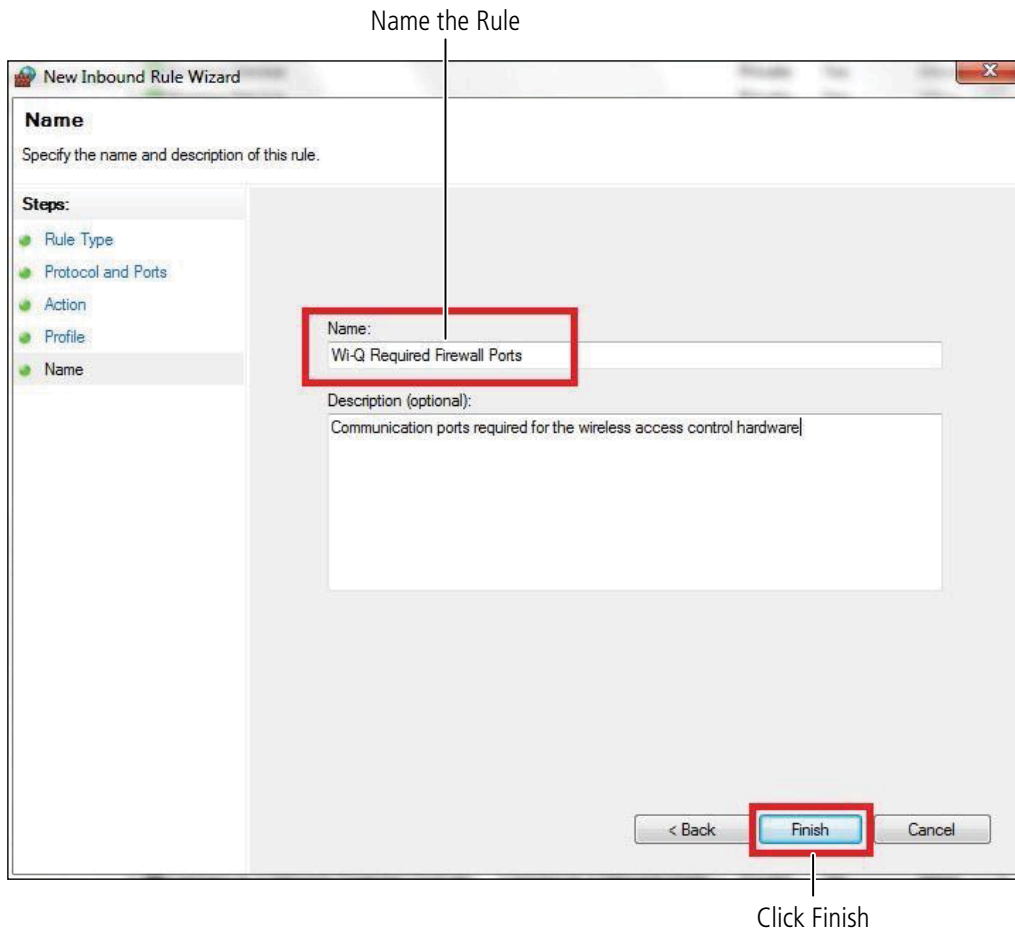 Name the Rule
New Inbound Rule Wizard
Name
Specify the name and description of this rule.
Steps:
Rule Type
Protocol and Ports
Action
Profile
Name
Name:
Wi-Q Required Firewall Ports
Description (optional):
Communication ports required for the wireless access control hardware
< Back
Finish
Cancel
Click Finish